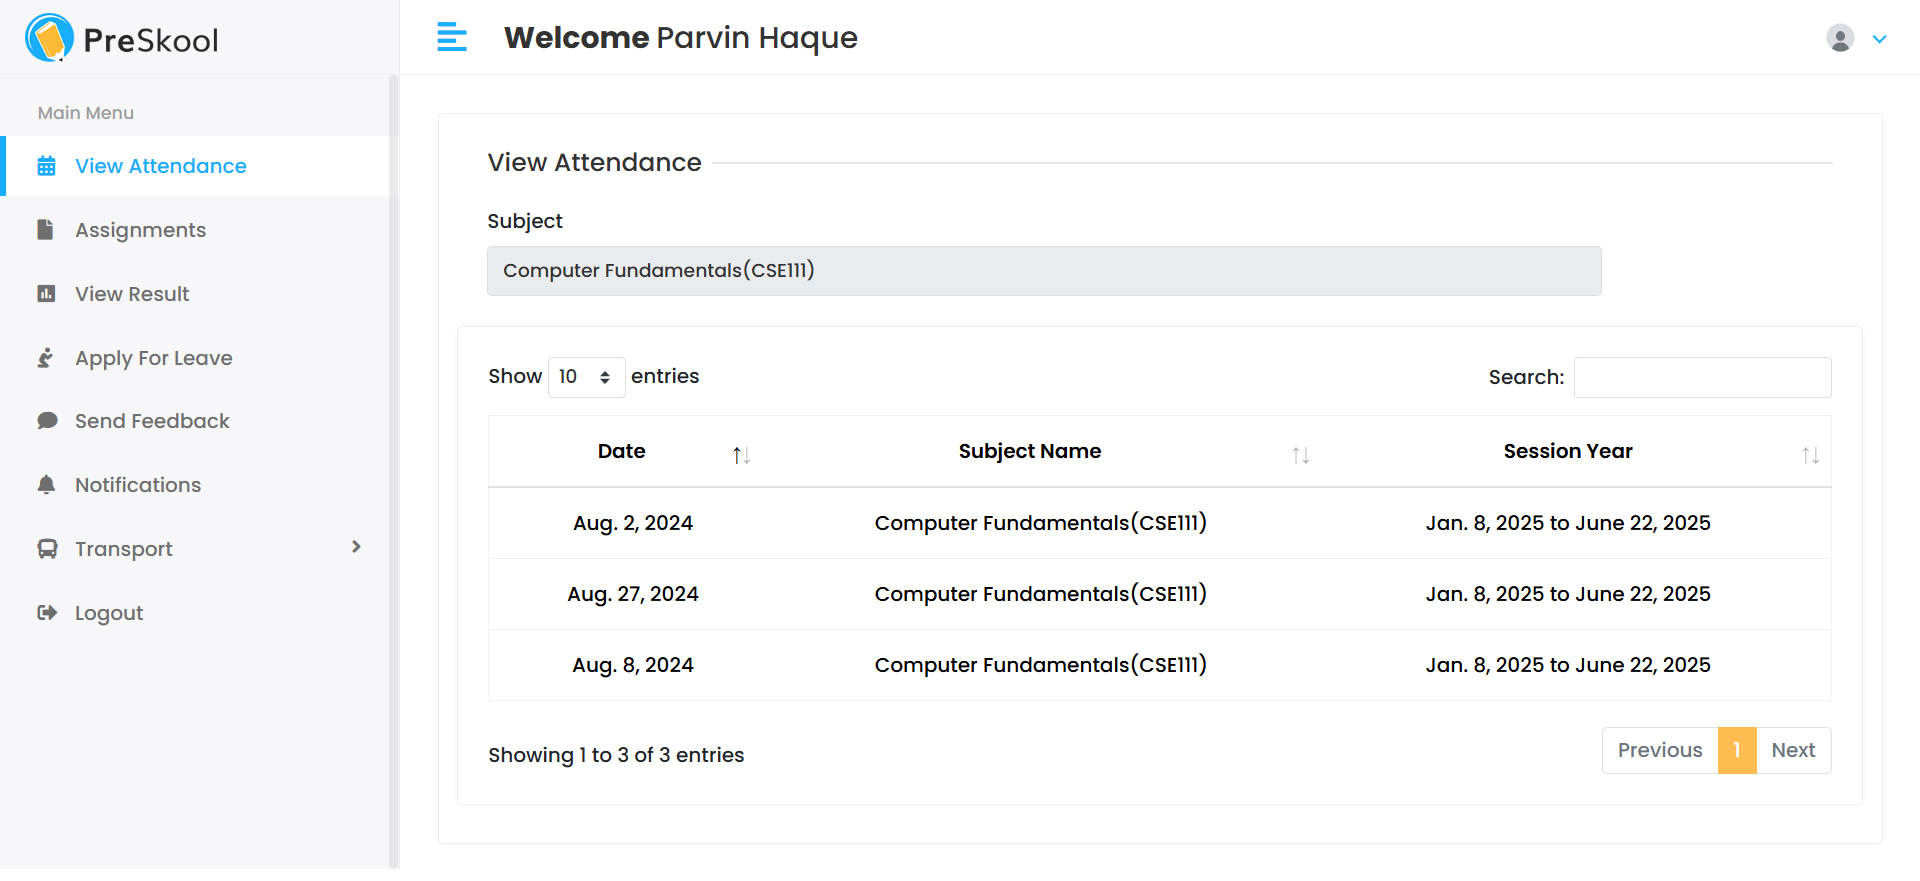 PreSkool
Welcome Parvin Haque
Main Menu
View Attendance
Assignments
View Result
Apply For Leave
Send Feedback
Notifications
Transport
Logout
View Attendance
Subject
Computer Fundamentals(CSE111)
Show 10 entries
Search:
Date Subject Name Session Year
Aug. 2, 2024 Computer Fundamentals(CSE111) Jan. 8, 2025 to June 22, 2025
Aug. 27, 2024 Computer Fundamentals(CSE111) Jan. 8, 2025 to June 22, 2025
Aug. 8, 2024 Computer Fundamentals(CSE111) Jan. 8, 2025 to June 22, 2025
Showing 1 to 3 of 3 entries
Previous 1 Next